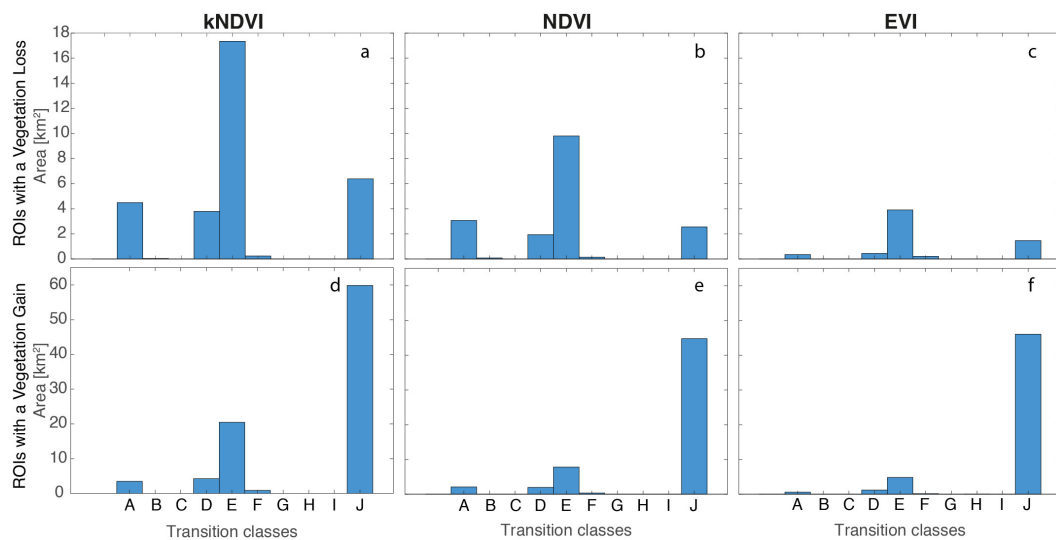 kNDVI NDVI EVI
ROIs with a Vegetation Loss
Area [km²]
18
16
14
12
10
8
6
4
2
0
a
b
c
ROIs with a Vegetation Gain
Area [km²]
60
50
40
30
20
10
0
d
e
f
A B C D E F G H I J
A B C D E F G H I J
A B C D E F G H I J
Transition classes Transition classes Transition classes